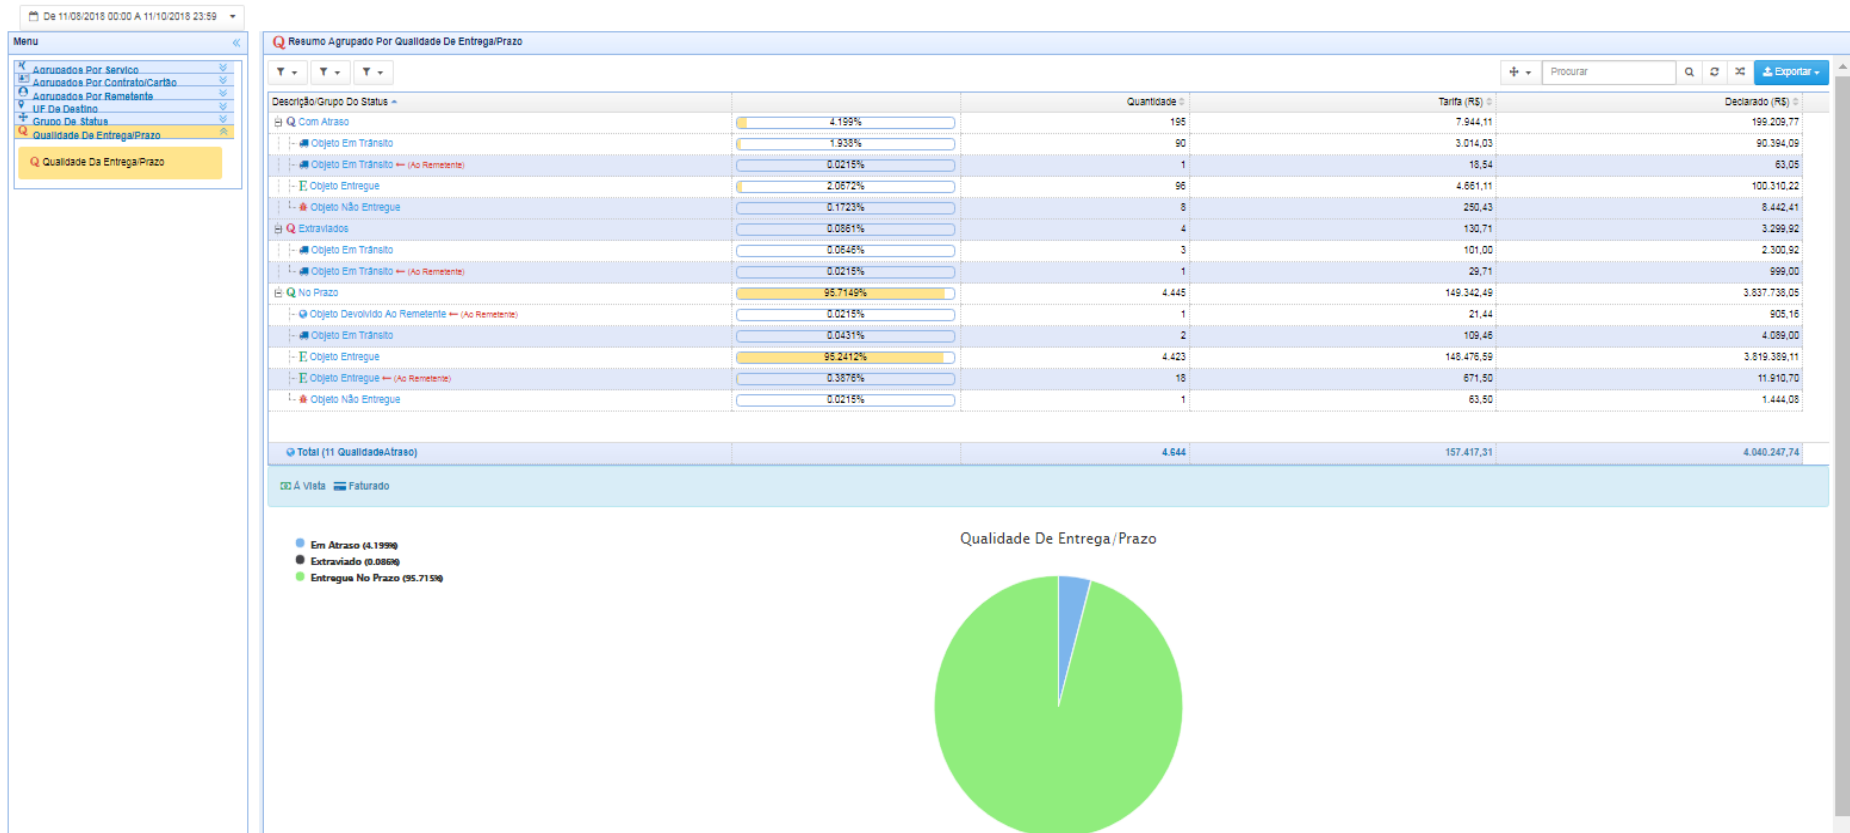 De 11/08/2018 00:00 A 11/10/2018 23:59
Menu
Agrupados Por Serviço
Agrupados Por Contrato/Cartão
Agrupados Por Remetente
UF De Destino
Grupo De Status
Qualidade De Entrega/Prazo
Q Qualidade Da Entrega/Prazo
Q Resumo Agrupado Por Qualidade De Entrega/Prazo
Procurar
Exportar
Descrição/Grupo Do Status Quantidade Tarifa (R$) Declarado (R$)
Q Com Atraso 4.199% 195 7.944,11 199.209,77
Objeto Em Trânsito 1.938% 90 3.014,03 90.394,09
Objeto Em Trânsito (Ao Remetente) 0.0215% 1 18,54 63,05
E Objeto Entregue 2.0672% 96 4.661,11 100.310,22
Objeto Não Entregue 0.1723% 8 250,43 8.442,41
Q Extraviados 0.0861% 4 130,71 3.299,92
Objeto Em Trânsito 0.0646% 3 101,00 2.300,92
Objeto Em Trânsito (Ao Remetente) 0.0215% 1 29,71 999,00
Q No Prazo 95.7149% 4.445 149.342,49 3.837.738,05
Objeto Devolvido Ao Remetente (Ao Remetente) 0.0215% 1 21,44 905,16
Objeto Em Trânsito 0.0431% 2 109,46 4.089,00
E Objeto Entregue 95.2412% 4.423 148.476,59 3.819.389,11
E Objeto Entregue (Ao Remetente) 0.3876% 18 671,50 11.910,70
Objeto Não Entregue 0.0215% 1 63,50 1.444,08
Total (11 QualidadeAtraso) 4.644 157.417,31 4.040.247,74
Á Vista Faturado
Em Atraso (4.199%)
Extraviado (0.086%)
Entregue No Prazo (95.715%)
Qualidade De Entrega/Prazo